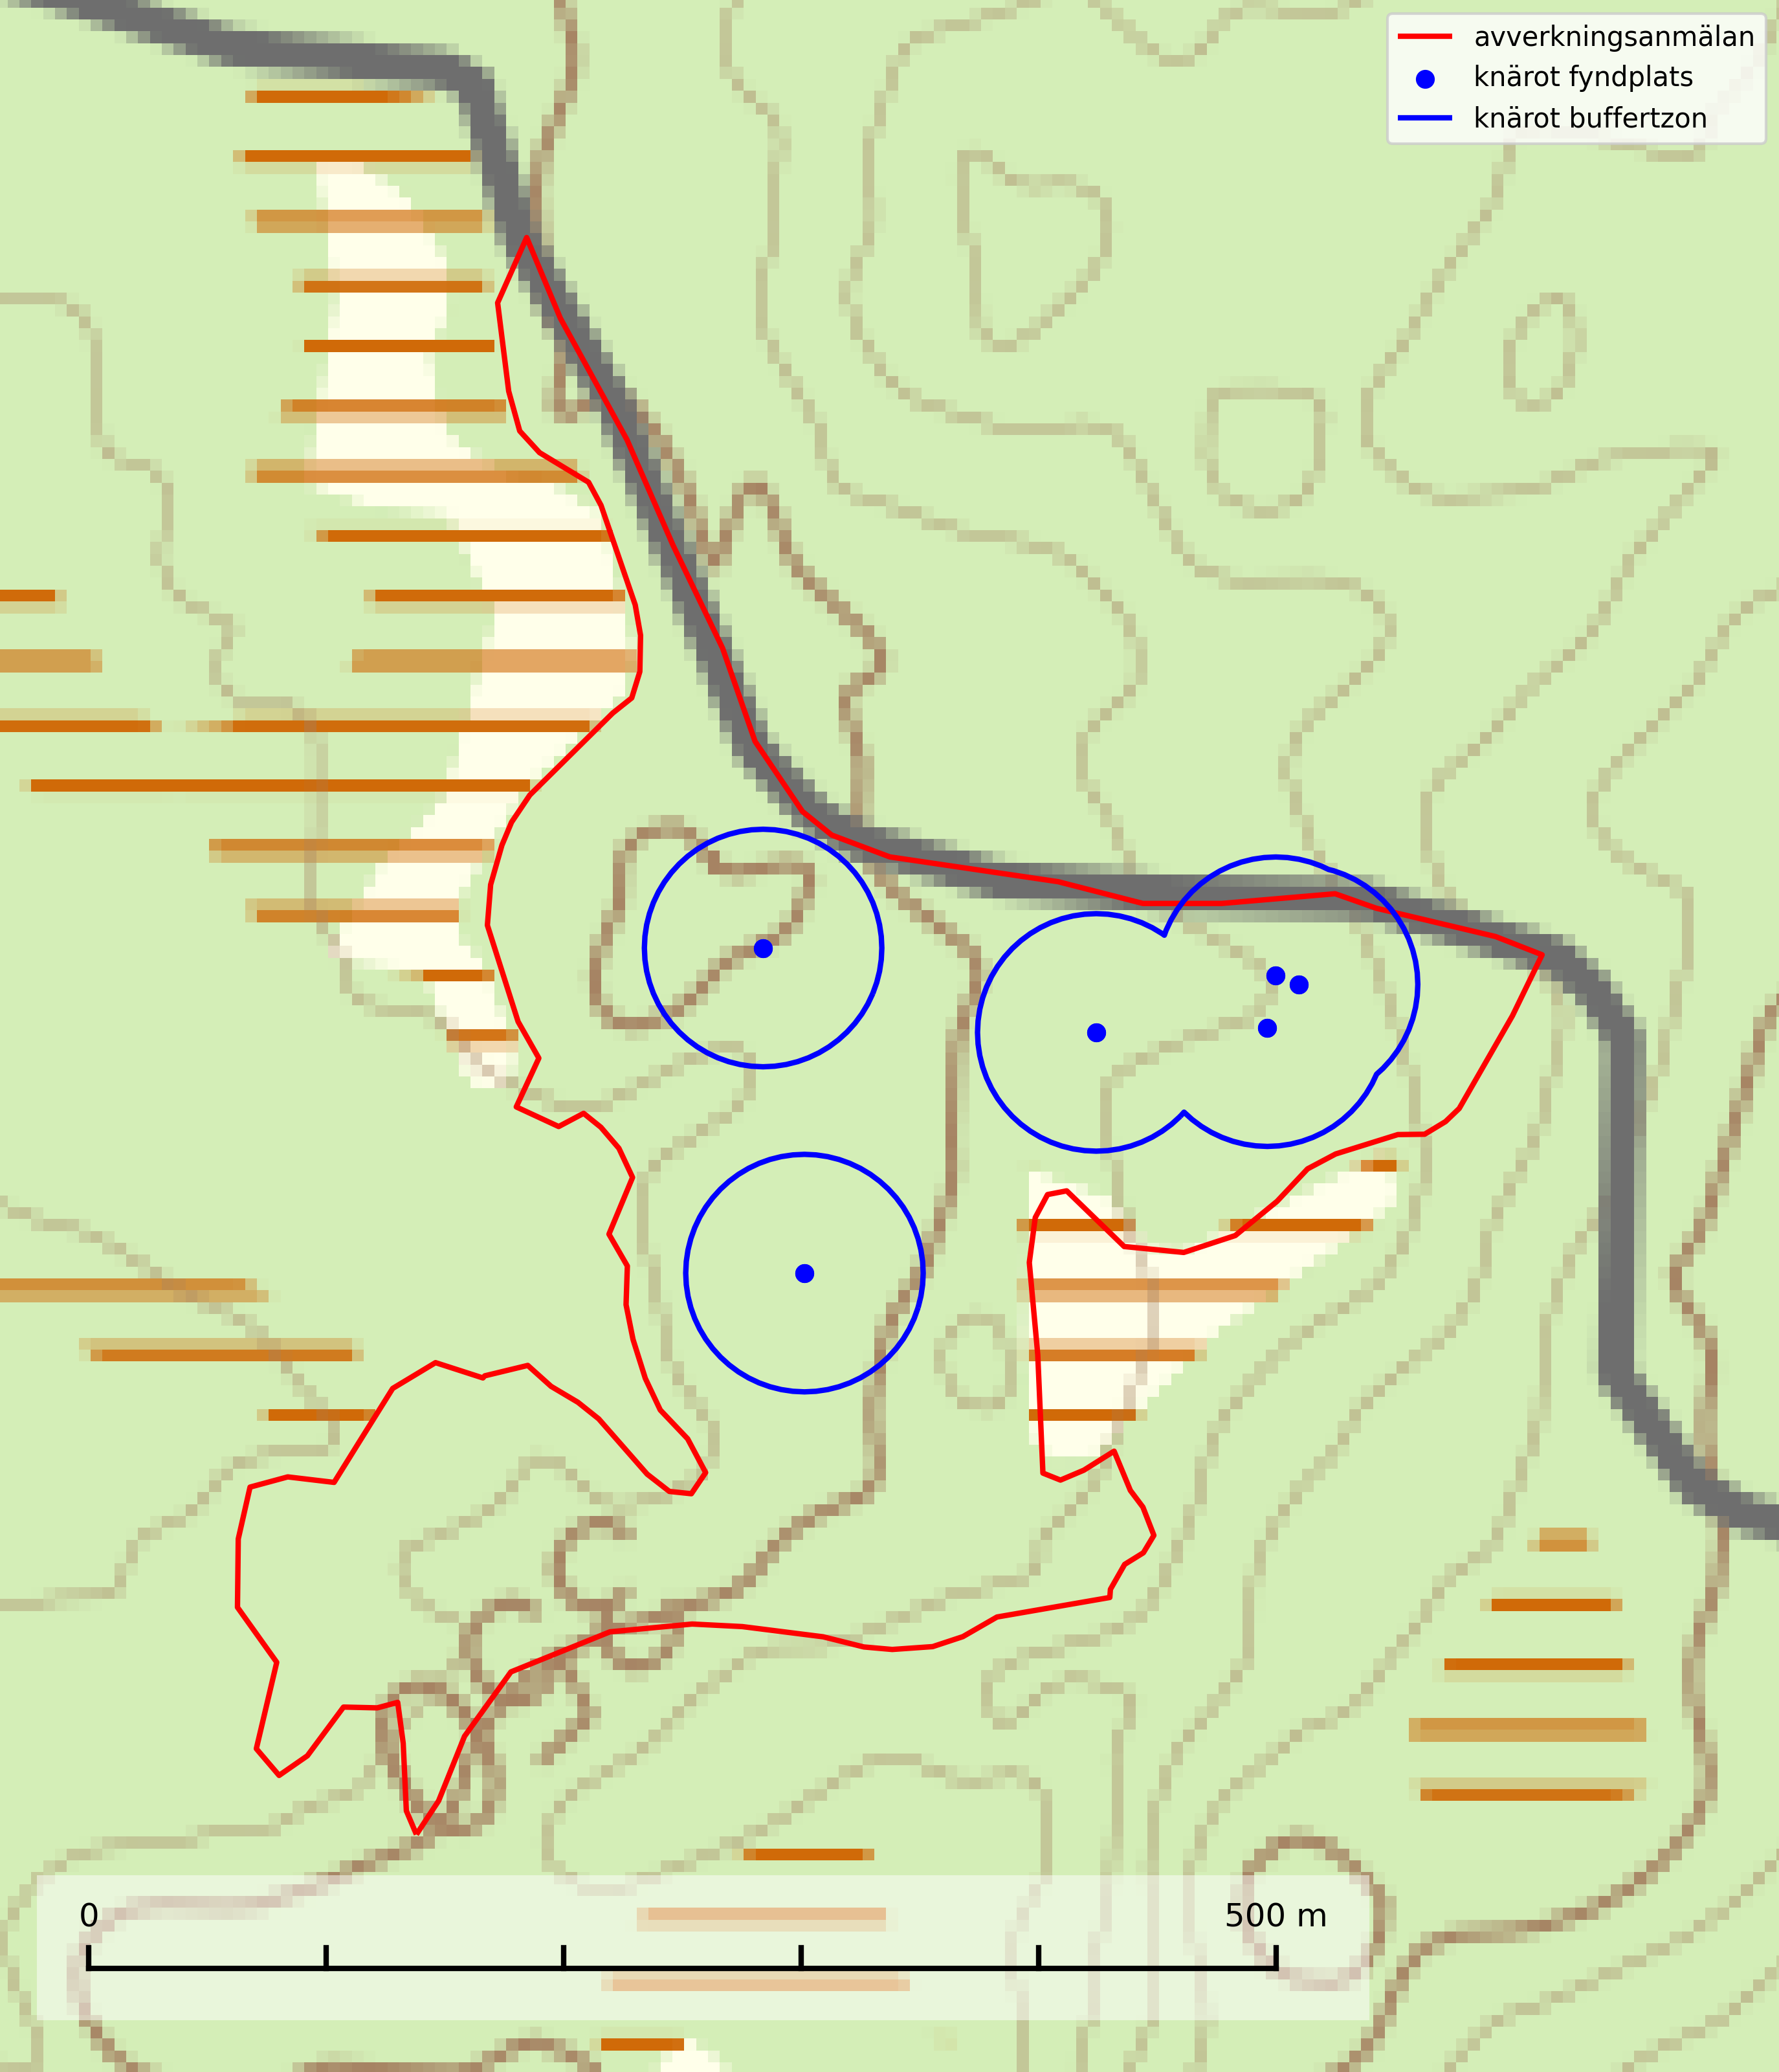 avverkningsanmälan
knärot fyndplats
knärot buffertzon
0
500 m